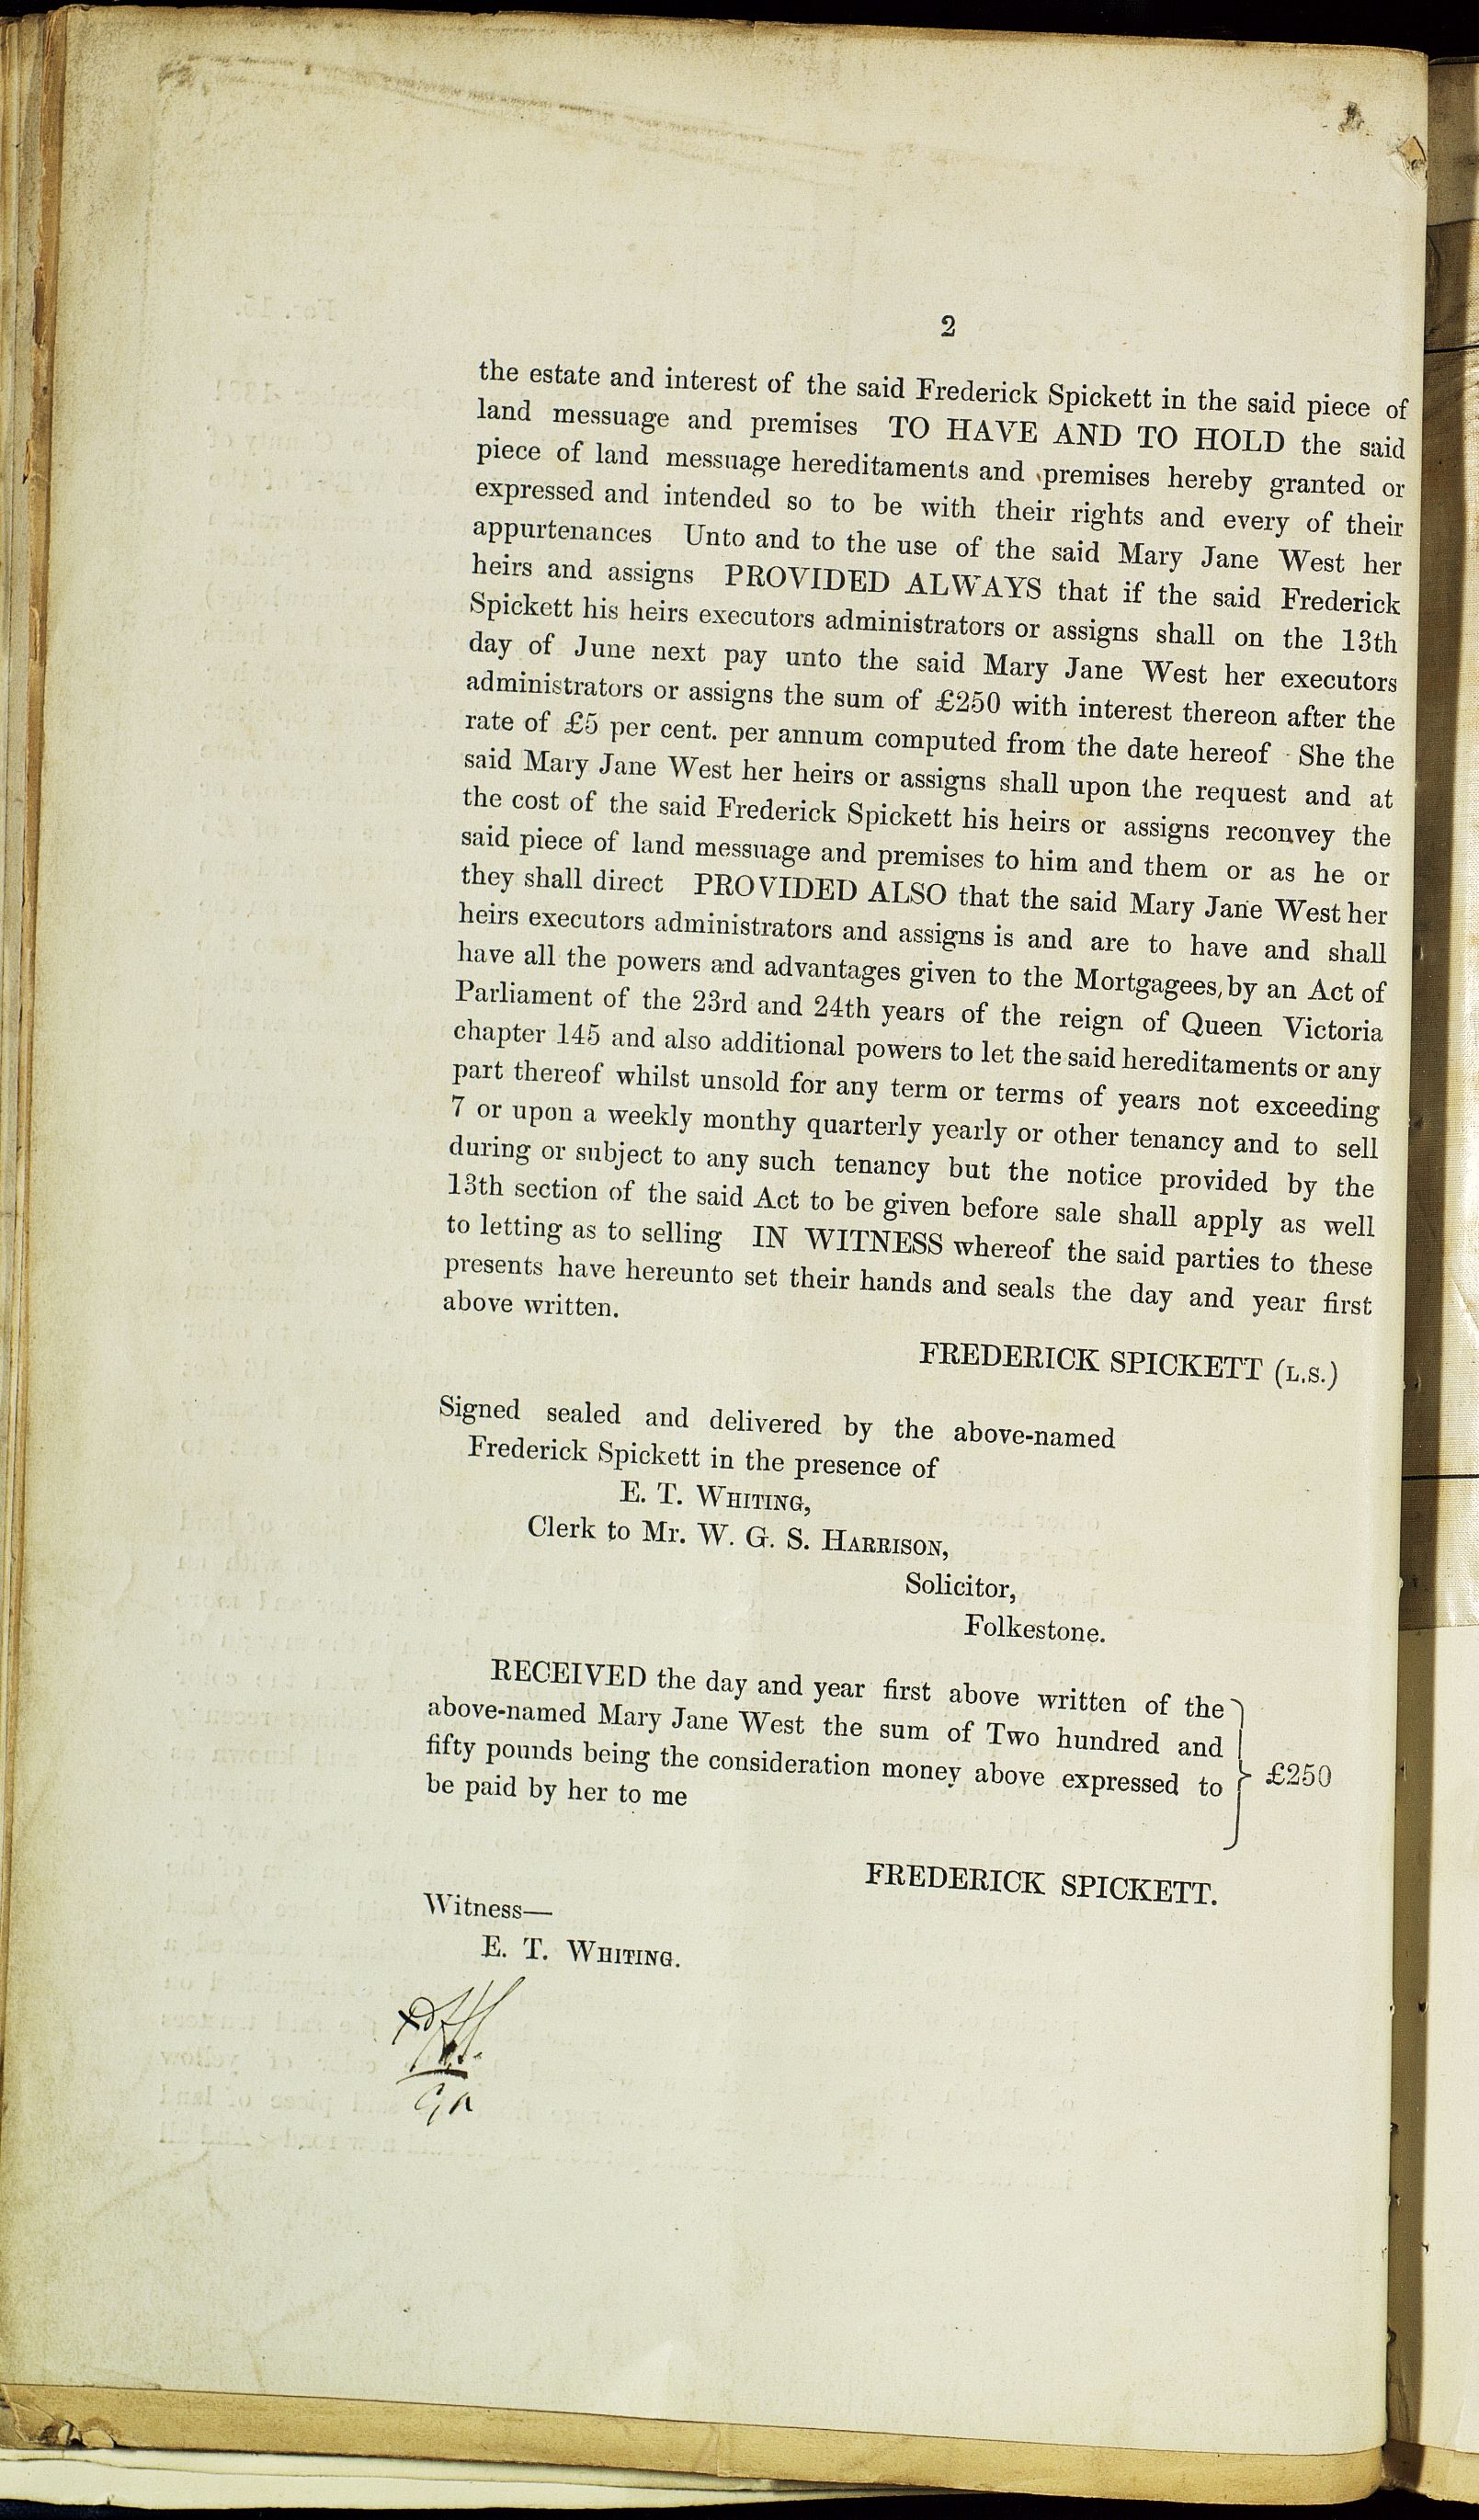 2
the estate and interest of the said Frederick Spickett in the said piece of
land messuage and premises TO HAVE AND TO HOLD the said
piece of land messuage hereditaments and premises hereby granted or
expressed and intended so to be with their rights and every of their
appurtenances Unto and to the use of the said Mary Jane West her
heirs and assigns PROVIDED ALWAYS that if the said Frederick
Spickett his heirs executors administrators or assigns shall on the 13th
day of June next pay unto the said Mary Jane West her executors
administrators or assigns the sum of £250 with interest thereon after the
rate of £5 per cent. per annum computed from the date hereof She the
said Mary Jane West her heirs or assigns shall upon the request and at
the cost of the said Frederick Spickett his heirs or assigns reconvey the
said piece of land messuage and premises to him and them or as he or
they shall direct PROVIDED ALSO that the said Mary Jane West her
heirs executors administrators and assigns is and are to have and shall
have all the powers and advantages given to the Mortgagees, by an Act of
Parliament of the 23rd and 24th years of the reign of Queen Victoria
chapter 145 and also additional powers to let the said hereditaments or any
part thereof whilst unsold for any term or terms of years not exceeding
7 or upon a weekly monthy quarterly yearly or other tenancy and to sell
during or subject to any such tenancy but the notice provided by the
13th section of the said Act to be given before sale shall apply as well
to letting as to selling IN WITNESS whereof the said parties to these
presents have hereunto set their hands and seals the day and year first
above written.
FREDERICK SPICKETT (L.S.)
Signed sealed and delivered by the above-named
Frederick Spickett in the presence of
E. T. WHITING,
Clerk to Mr. W. G. S. HARRISON,
Solicitor,
Folkestone.
RECEIVED the day and year first above written of the
above-named Mary Jane West the sum of Two hundred and
fifty pounds being the consideration money above expressed to
be paid by her to me
£250
FREDERICK SPICKETT.
Witness—
E. T. WHITING.